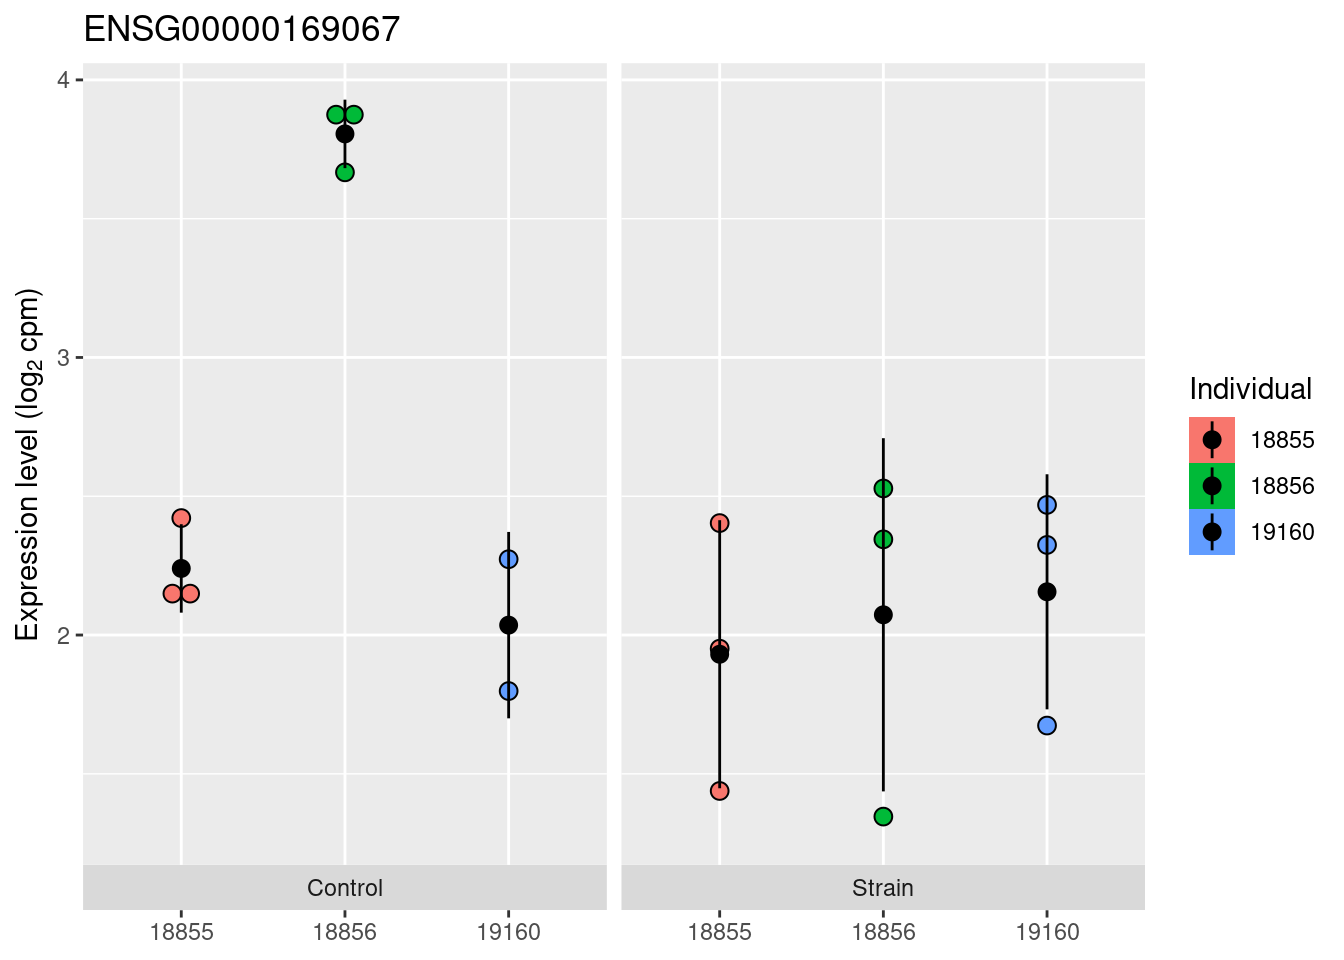 ENSG00000169067
Expression level (log₂ cpm)
4
3
2
Control
Strain
18855
18856
19160
18855
18856
19160
Individual
18855
18856
19160